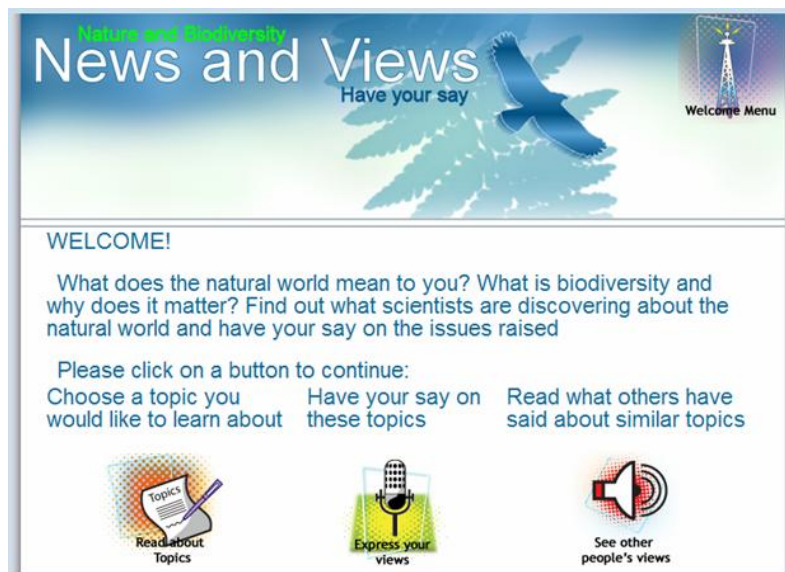 Nature and Biodiversity
News and Views
Have your say
Welcome Menu
WELCOME!
What does the natural world mean to you? What is biodiversity and
why does it matter? Find out what scientists are discovering about the
natural world and have your say on the issues raised
Please click on a button to continue:
Choose a topic you
would like to learn about
Have your say on
these topics
Read what others have
said about similar topics
Topics
Read about
Topics
Express your
views
See other
people's views